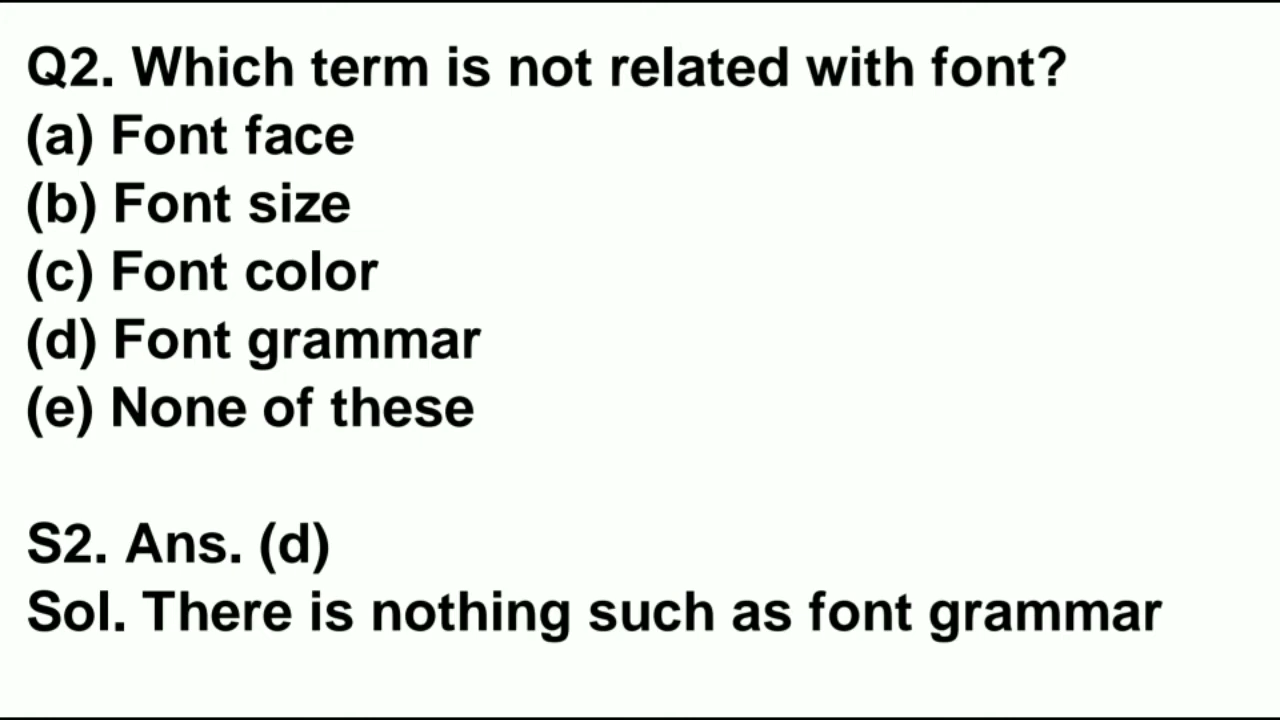 Q2. Which term is not related with font?
(a) Font face
(b) Font size
(c) Font color
(d) Font grammar
(e) None of these
S2. Ans. (d)
Sol. There is nothing such as font grammar